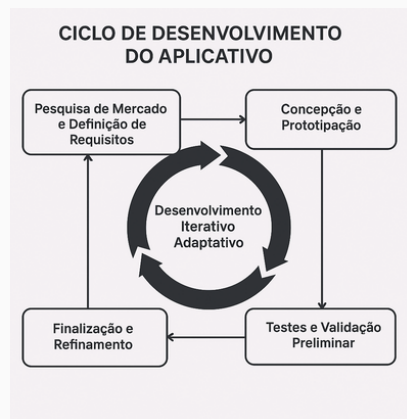 CICLO DE DESENVOLVIMENTO
DO APLICATIVO
Pesquisa de Mercado
e Definição de
Requisitos
Concepção e
Prototipação
Desenvolvimento
Iterativo
Adaptativo
Finalização e
Refinamento
Testes e Validação
Preliminar